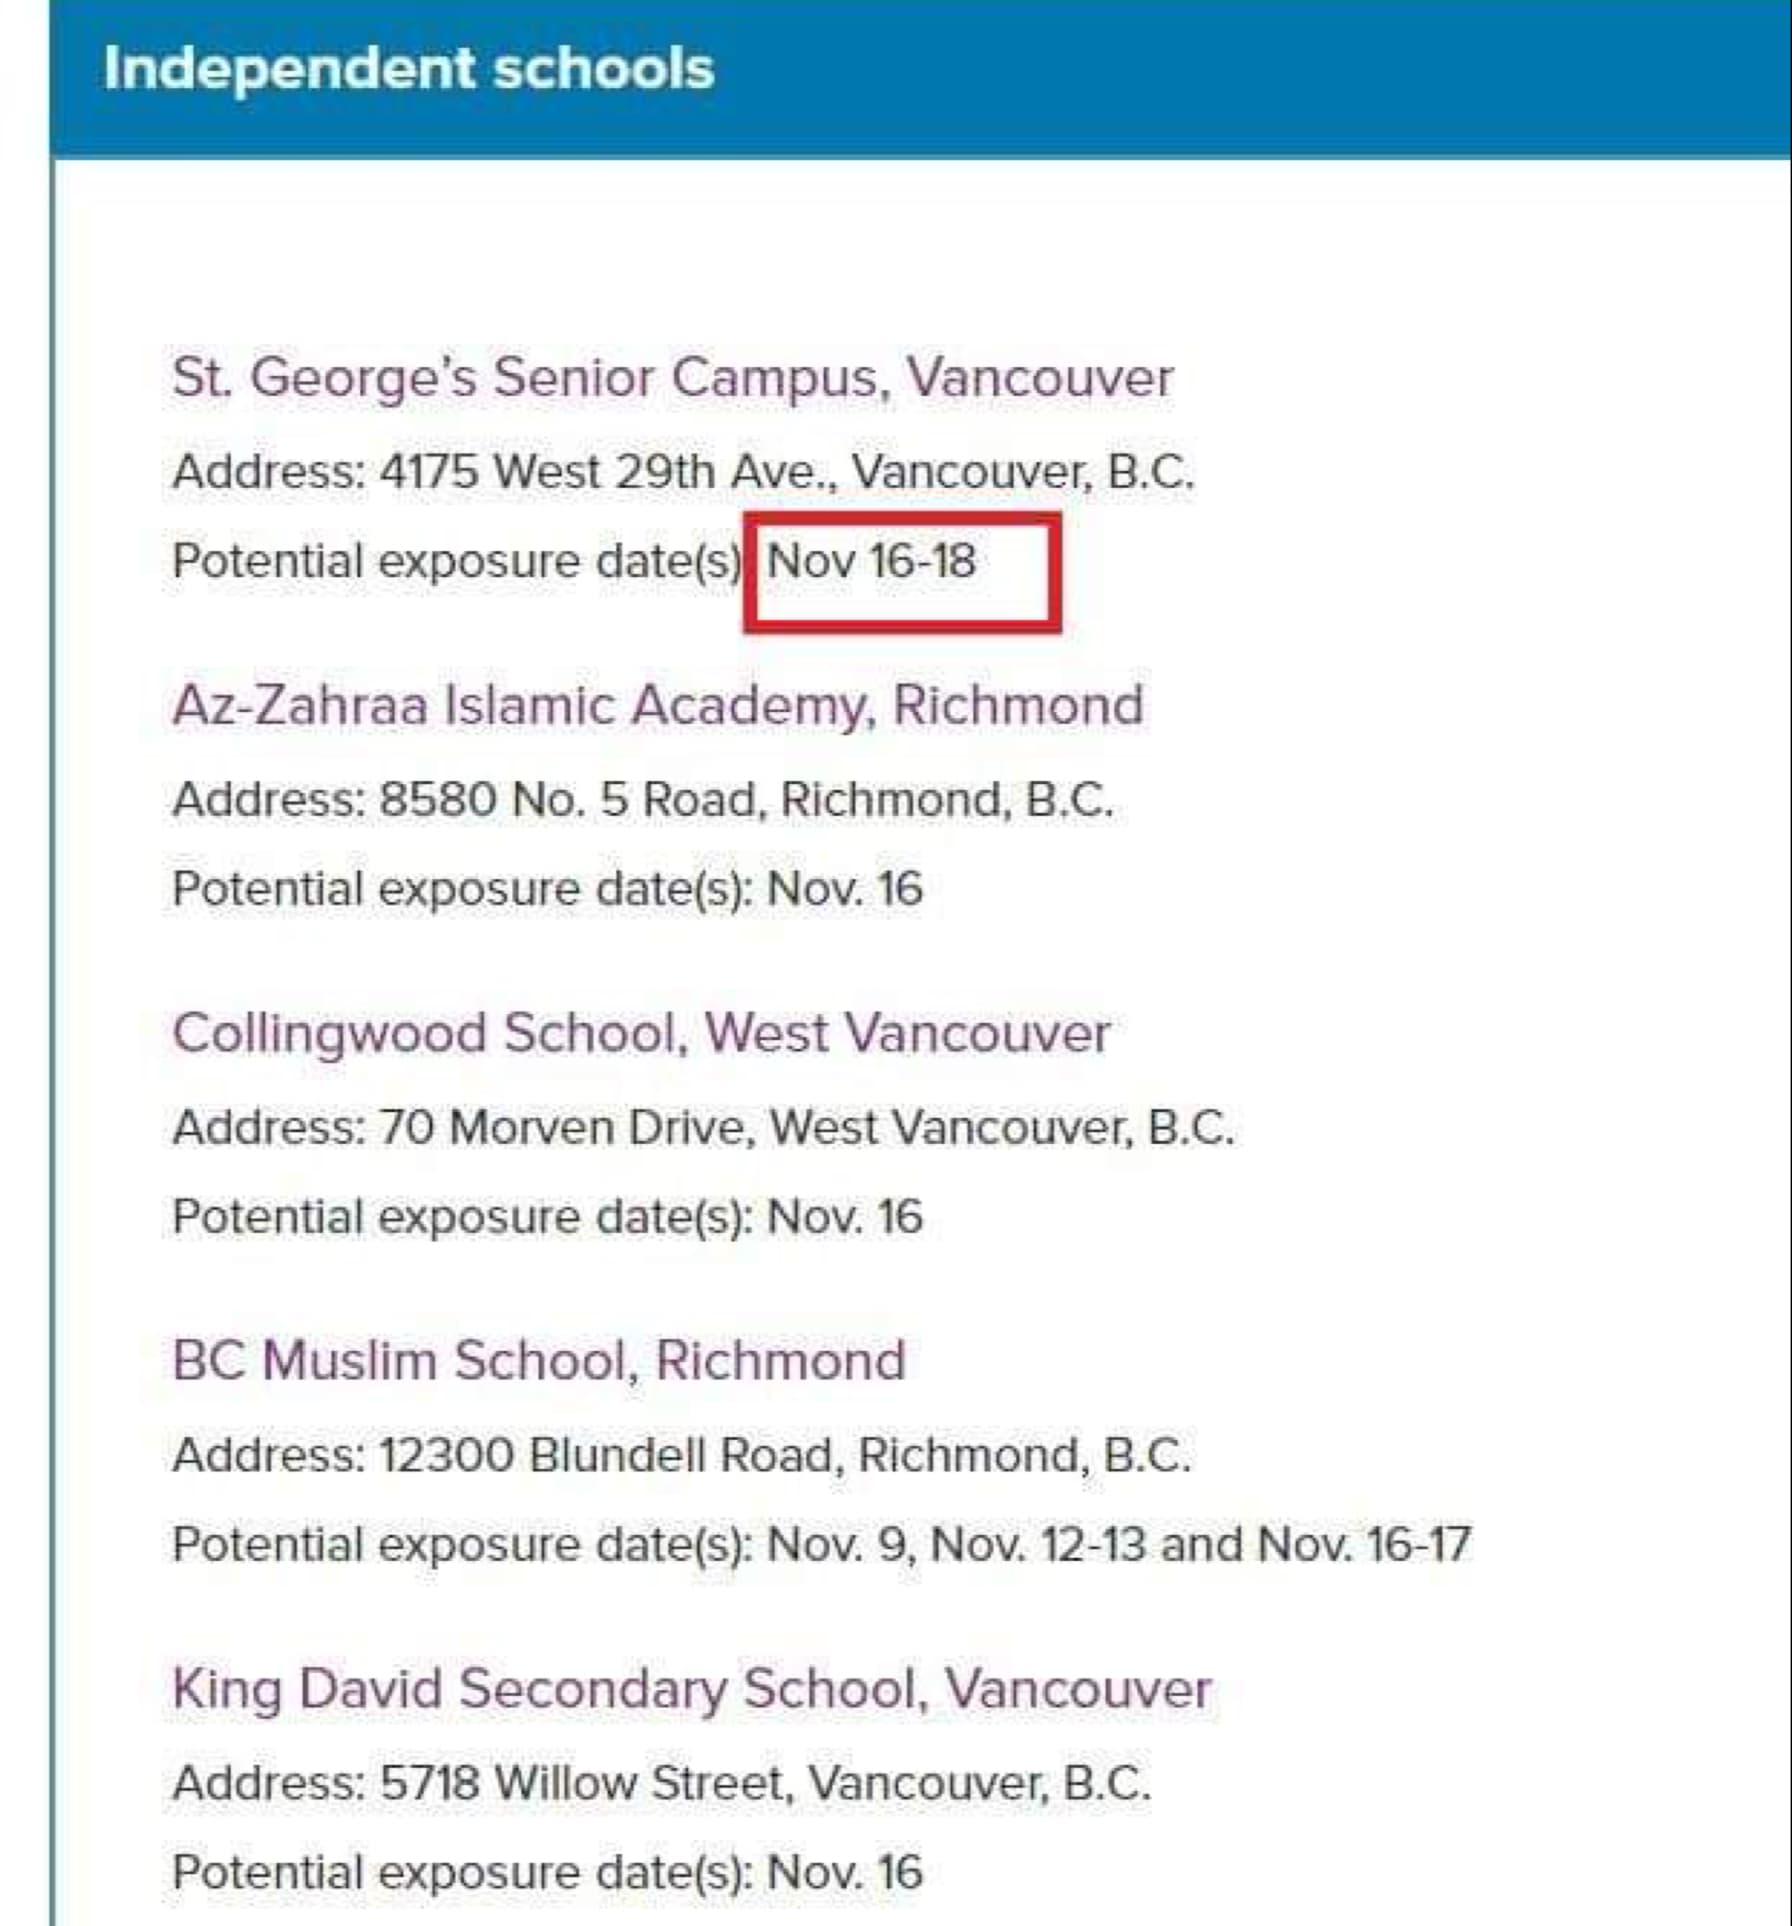 Independent schools
St. George's Senior Campus, Vancouver
Address: 4175 West 29th Ave., Vancouver, B.C.
Potential exposure date(s) Nov 16-18
Az-Zahraa Islamic Academy, Richmond
Address: 8580 No. 5 Road, Richmond, B.C.
Potential exposure date(s): Nov. 16
Collingwood School, West Vancouver
Address: 70 Morven Drive, West Vancouver, B.C.
Potential exposure date(s): Nov. 16
BC Muslim School, Richmond
Address: 12300 Blundell Road, Richmond, B.C.
Potential exposure date(s): Nov. 9, Nov. 12-13 and Nov. 16-17
King David Secondary School, Vancouver
Address: 5718 Willow Street, Vancouver, B.C.
Potential exposure date(s): Nov. 16